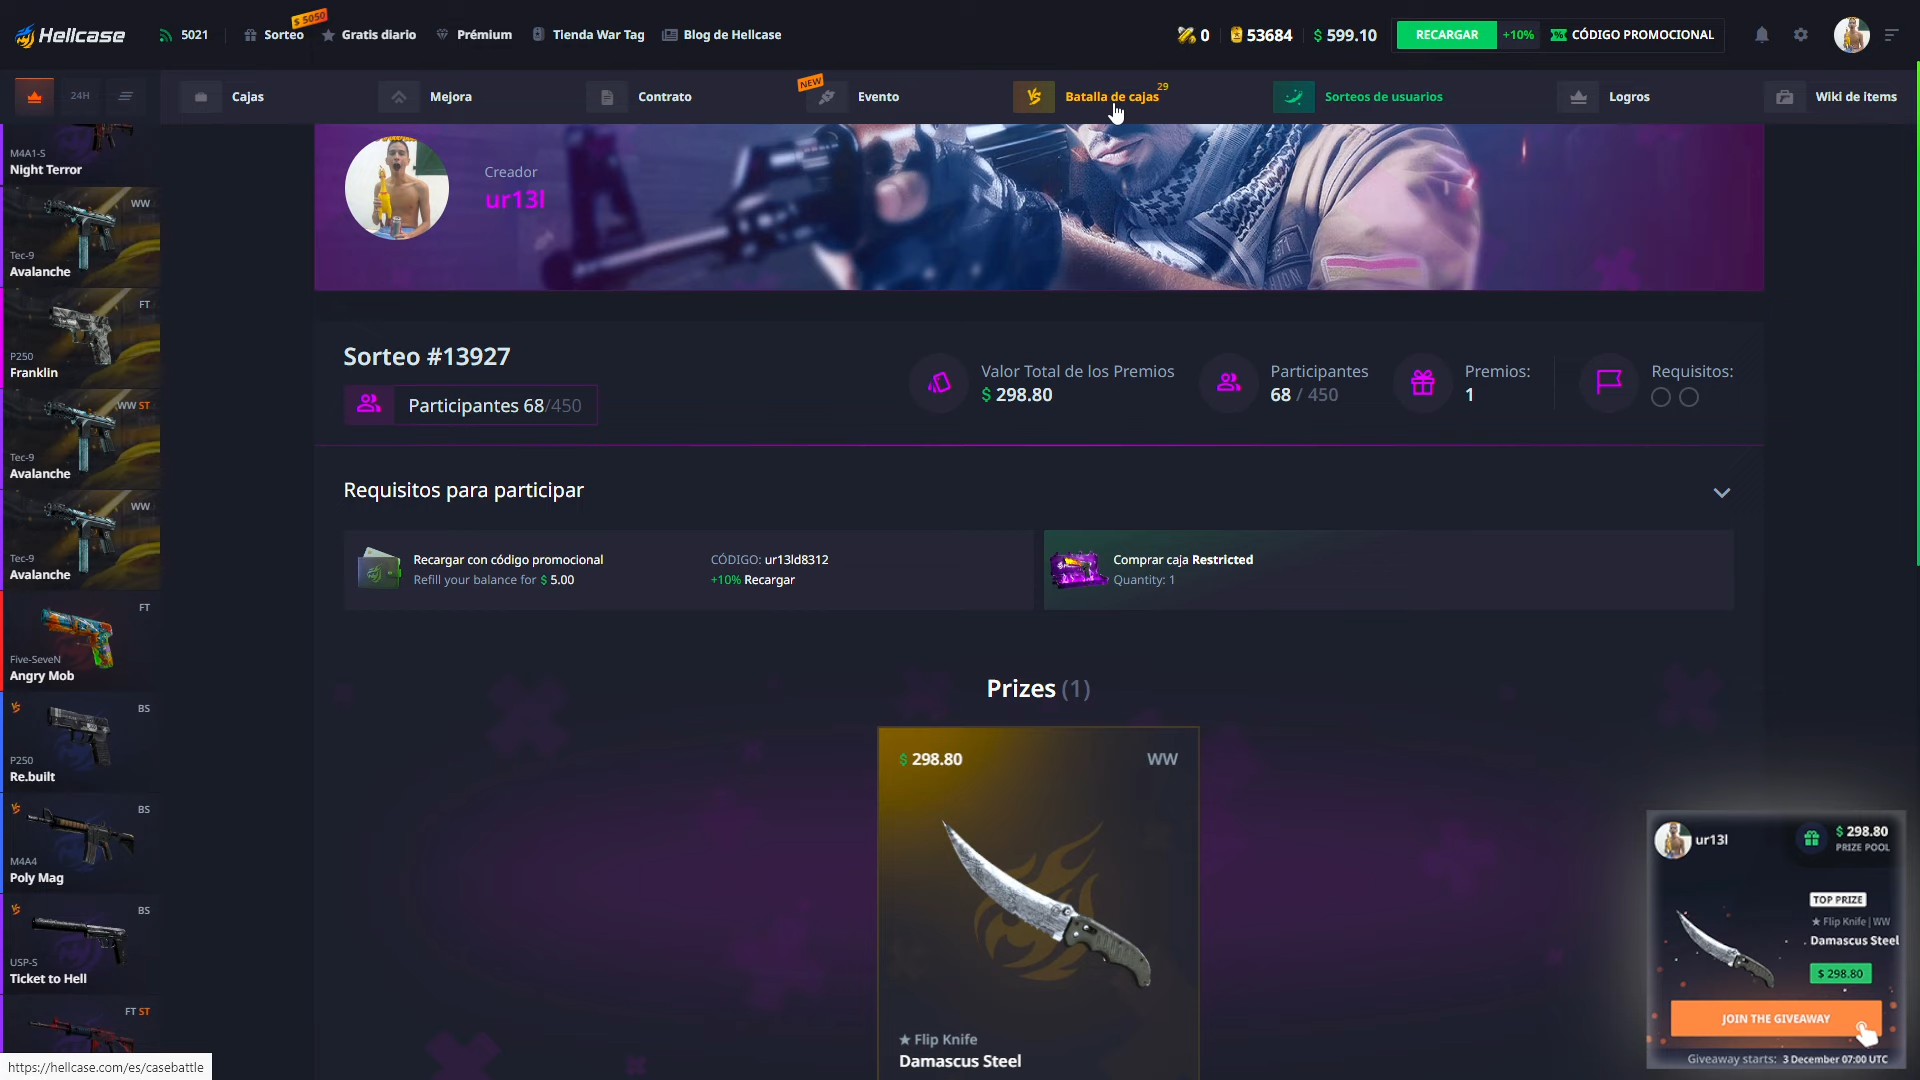 Hellcase
5021
Sorteo
$ 5050
Gratis diario
Prémium
Tienda War Tag
Blog de Hellcase
0
53684
$ 599.10
RECARGAR
+10%
CÓDIGO PROMOCIONAL
24H
Cajas
Mejora
Contrato
NEW
Evento
VS
Batalla de cajas
29
Sorteos de usuarios
Logros
Wiki de items
M4A1-S
Night Terror
WW
Tec-9
Avalanche
FT
P250
Franklin
WW ST
Tec-9
Avalanche
WW
Tec-9
Avalanche
FT
Five-SeveN
Angry Mob
VS
BS
P250
Re.built
VS
BS
M4A4
Poly Mag
VS
BS
USP-S
Ticket to Hell
FT ST
Creador
ur13l
Sorteo #13927
Participantes 68/450
Valor Total de los Premios
$ 298.80
Participantes
68 / 450
Premios:
1
Requisitos:
Requisitos para participar
Recargar con código promocional
Refill your balance for $ 5.00
CÓDIGO: ur13ld8312
+10% Recargar
Comprar caja Restricted
Quantity: 1
Prizes (1)
$ 298.80
WW
★ Flip Knife
Damascus Steel
ur13l
$ 298.80
PRIZE POOL
TOP PRIZE
★ Flip Knife | WW
Damascus Steel
$ 298.80
JOIN THE GIVEAWAY
Giveaway starts: 3 December 07:00 UTC
https://hellcase.com/es/casebattle